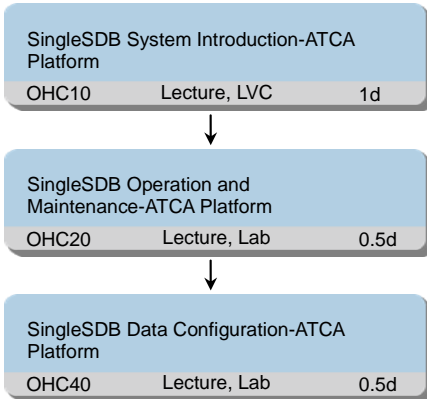 SingleSDB System Introduction-ATCA
Platform
OHC10 Lecture, LVC 1d
SingleSDB Operation and
Maintenance-ATCA Platform
OHC20 Lecture, Lab 0.5d
SingleSDB Data Configuration-ATCA
Platform
OHC40 Lecture, Lab 0.5d